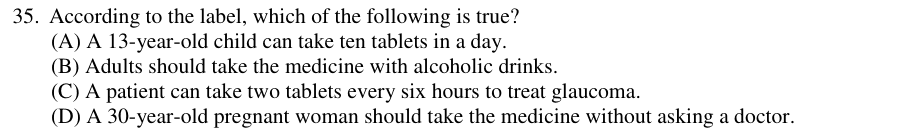 35. According to the label, which of the following is true?
(A) A 13-year-old child can take ten tablets in a day.
(B) Adults should take the medicine with alcoholic drinks.
(C) A patient can take two tablets every six hours to treat glaucoma.
(D) A 30-year-old pregnant woman should take the medicine without asking a doctor.